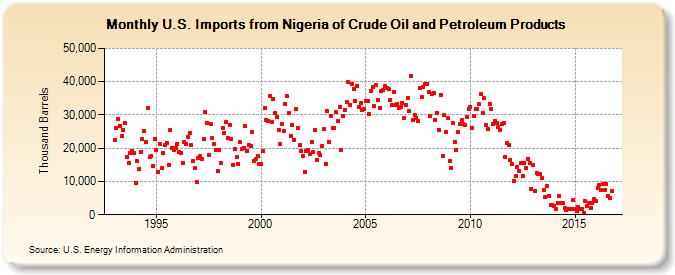 Monthly U.S. Imports from Nigeria of Crude Oil and Petroleum Products
Thousand Barrels
50,000
40,000
30,000
20,000
10,000
0
1995 2000 2005 2010 2015
Source: U.S. Energy Information Administration